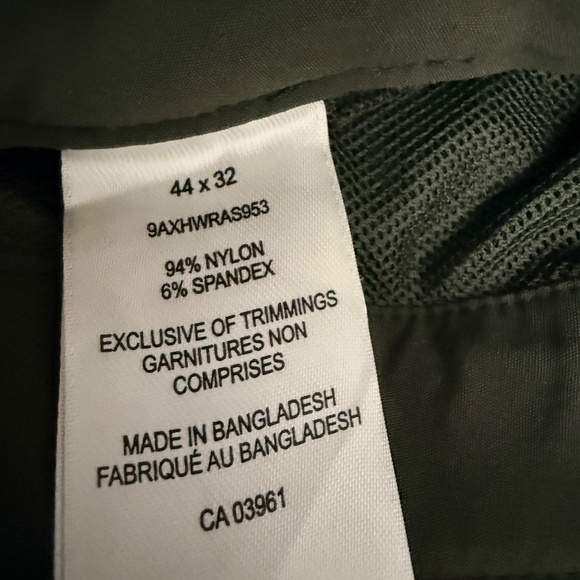 44 x 32
9AXHWRAS953
94% NYLON
6% SPANDEX
EXCLUSIVE OF TRIMMINGS
GARNITURES NON
COMPRISES
MADE IN BANGLADESH
FABRIQUÉ AU BANGLADESH
CA 03961